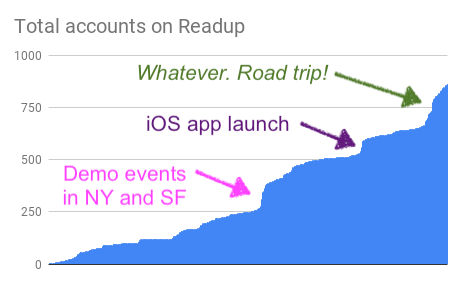 Total accounts on Readup
1000
Whatever. Road trip!
750
iOS app launch
500
Demo events
in NY and SF
250
0